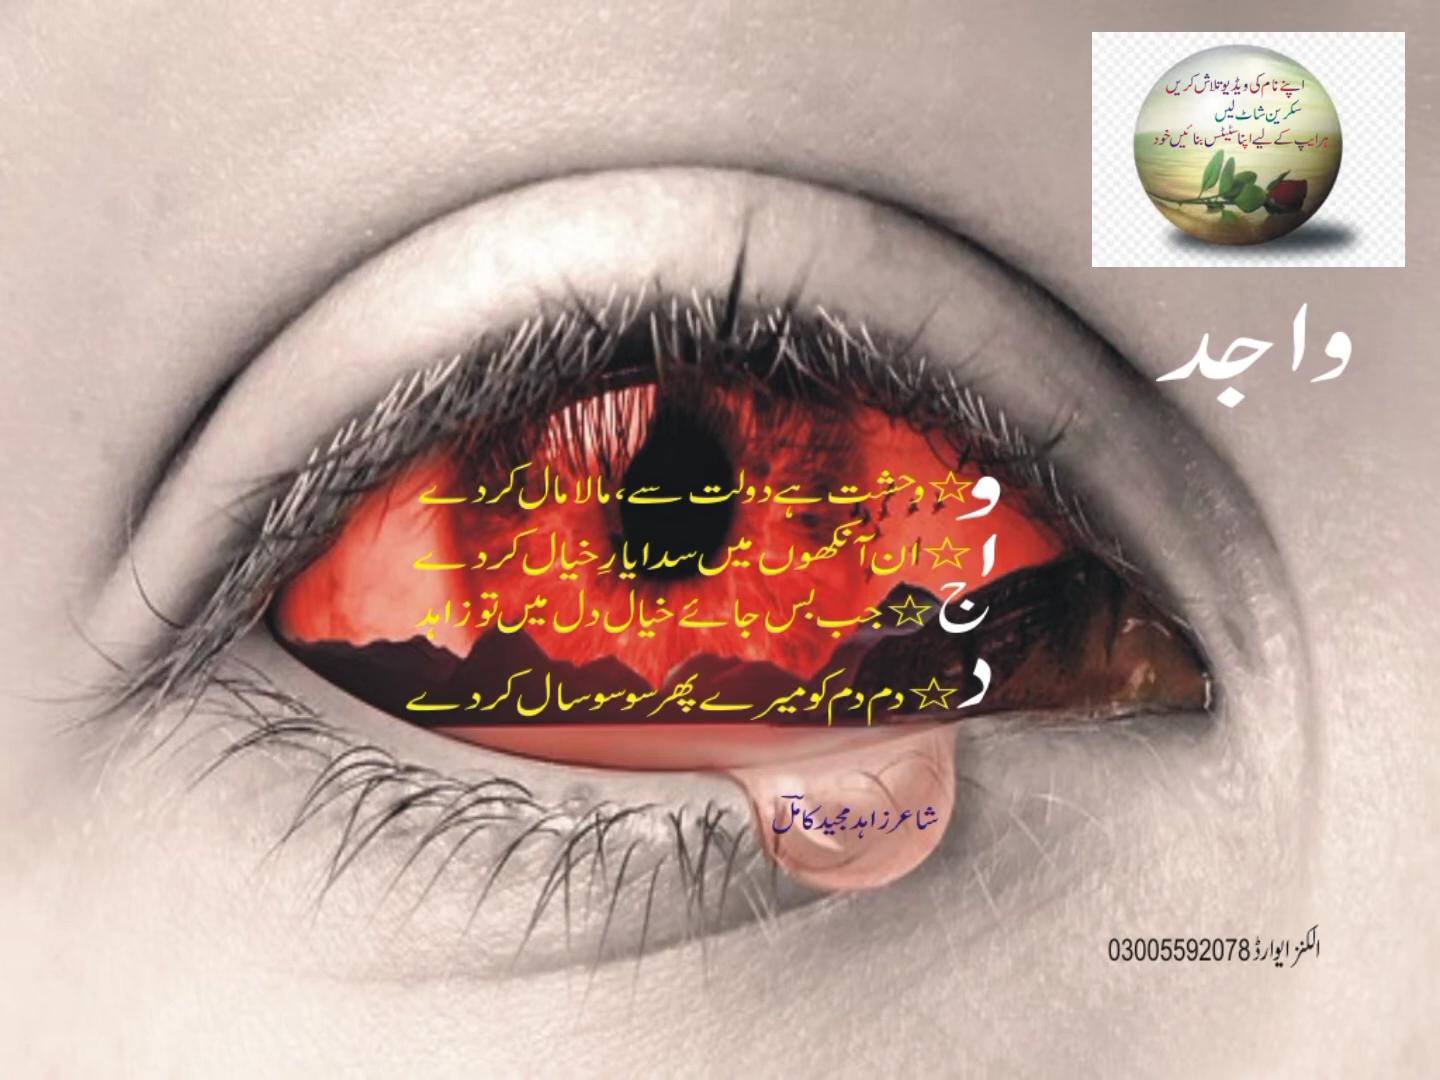 اپنے نام کی ویڈیو تلاش کریں
سکرین شاٹ لیں
ہر ایپ کے لیے اپنا سٹیٹس بنائیں خود
واجد
و ☆ وحشت ہے دولت سے، مالا مال کر دے
ا ☆ ان آنکھوں میں سدا یارِ خیال کر دے
ج ☆ جب بس جائے خیال دل میں تو زاہد
د ☆ دم دم کو میرے پھر سو سو سال کر دے
شاعر زاہد مجید کاملؔ
الکنز ایوارڈ 03005592078